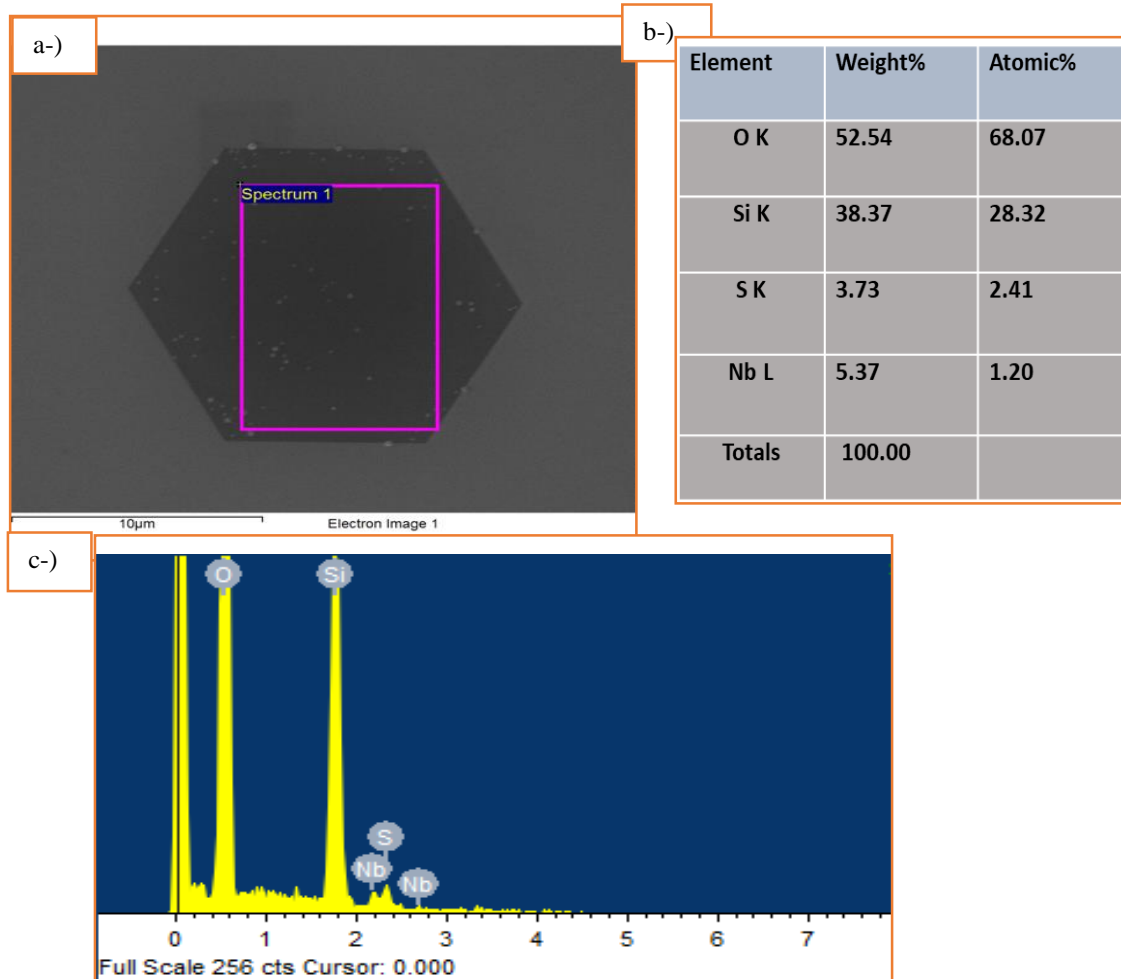 a-)
Spectrum 1
10µm Electron Image 1
b-)
Element Weight% Atomic%
O K 52.54 68.07
Si K 38.37 28.32
S K 3.73 2.41
Nb L 5.37 1.20
Totals 100.00
c-)
O Si
S
Nb Nb
0 1 2 3 4 5 6 7
Full Scale 256 cts Cursor: 0.000